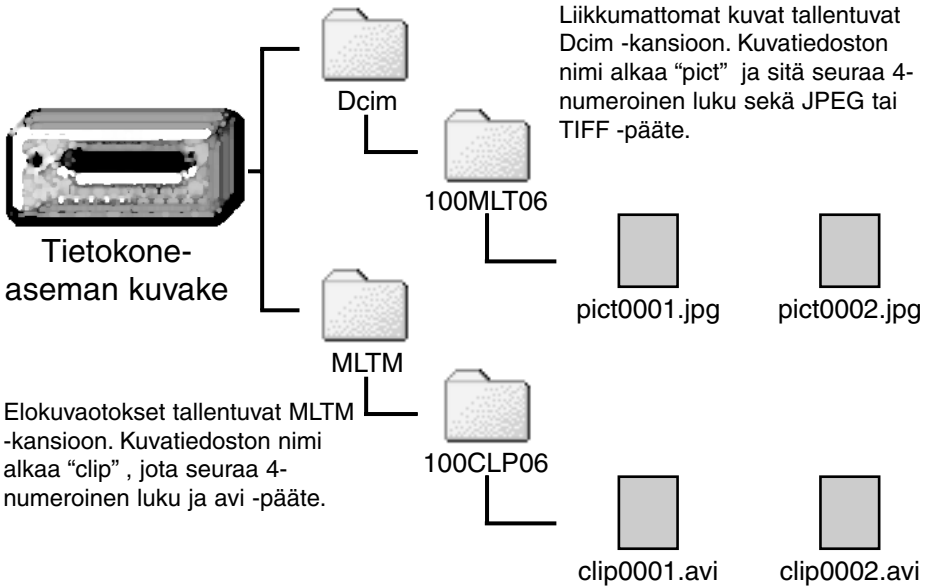 Liikkumattomat kuvat tallentuvat
Dcim -kansioon. Kuvatiedoston
nimi alkaa “pict” ja sitä seuraa 4-
numeroinen luku sekä JPEG tai
TIFF -pääte.
Dcim
100MLT06
Tietokone-
aseman kuvake
pict0001.jpg
pict0002.jpg
MLTM
Elokuvaotokset tallentuvat MLTM
-kansioon. Kuvatiedoston nimi
alkaa “clip” , jota seuraa 4-
numeroinen luku ja avi -pääte.
100CLP06
clip0001.avi
clip0002.avi